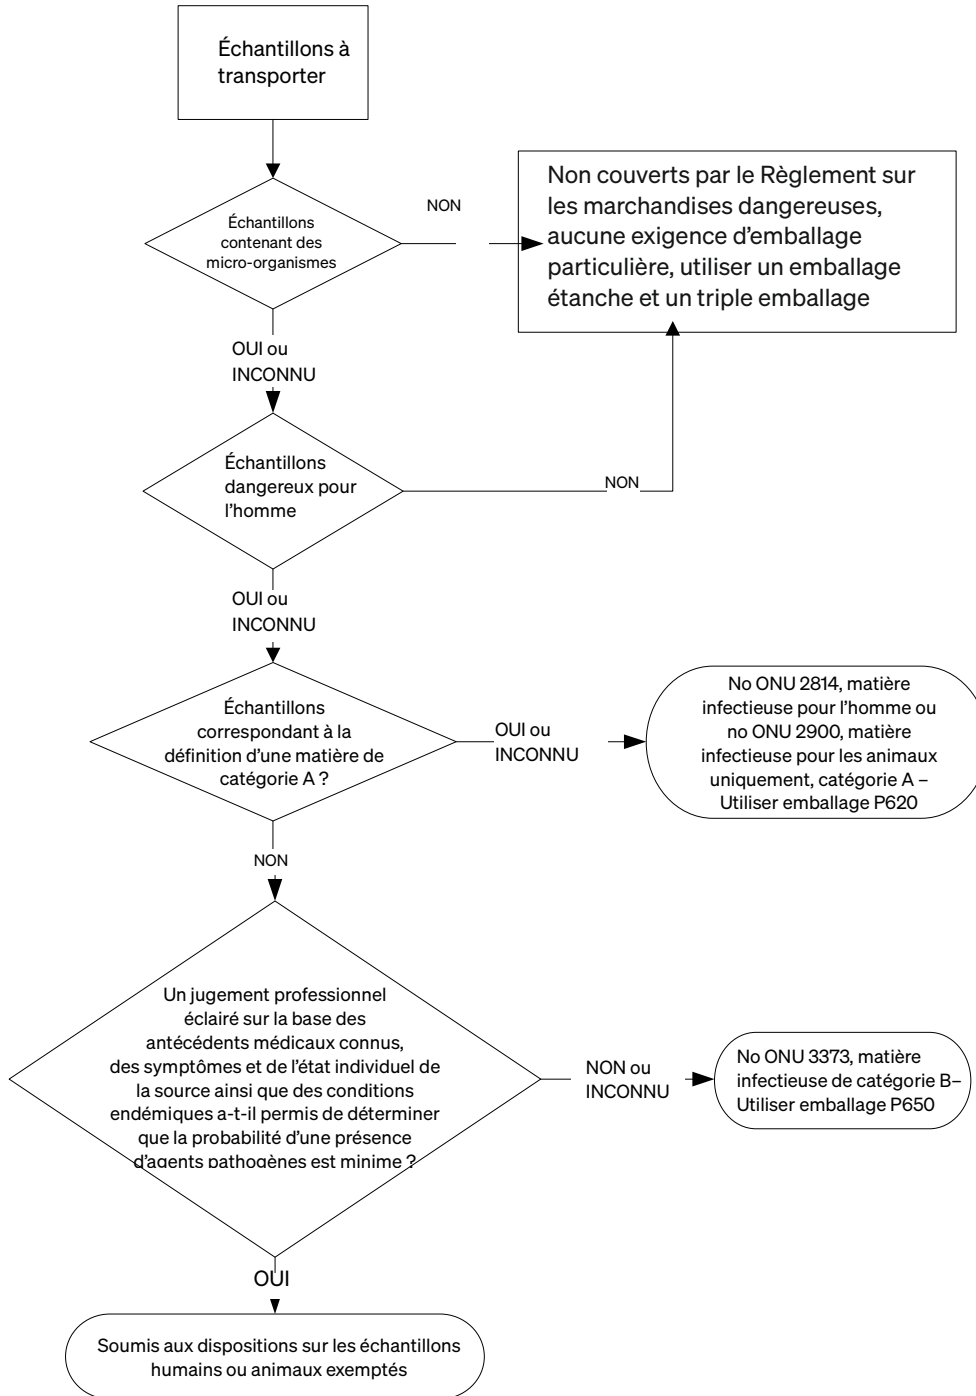 Échantillons à
transporter
Échantillons
contenant des
micro-organismes
NON
Non couverts par le Règlement sur
les marchandises dangereuses,
aucune exigence d’emballage
particulière, utiliser un emballage
étanche et un triple emballage
OUI ou
INCONNU
Échantillons
dangereux pour
l’homme
NON
OUI ou
INCONNU
Échantillons
correspondant à la
définition d’une matière de
catégorie A ?
OUI ou
INCONNU
No ONU 2814, matière
infectieuse pour l’homme ou
no ONU 2900, matière
infectieuse pour les animaux
uniquement, catégorie A –
Utiliser emballage P620
NON
Un jugement professionnel
éclairé sur la base des
antécédents médicaux connus,
des symptômes et de l’état individuel de
la source ainsi que des conditions
endémiques a-t-il permis de déterminer
que la probabilité d’une présence
d’agents pathogènes est minime ?
NON ou
INCONNU
No ONU 3373, matière
infectieuse de catégorie B–
Utiliser emballage P650
OUI
Soumis aux dispositions sur les échantillons
humains ou animaux exemptés